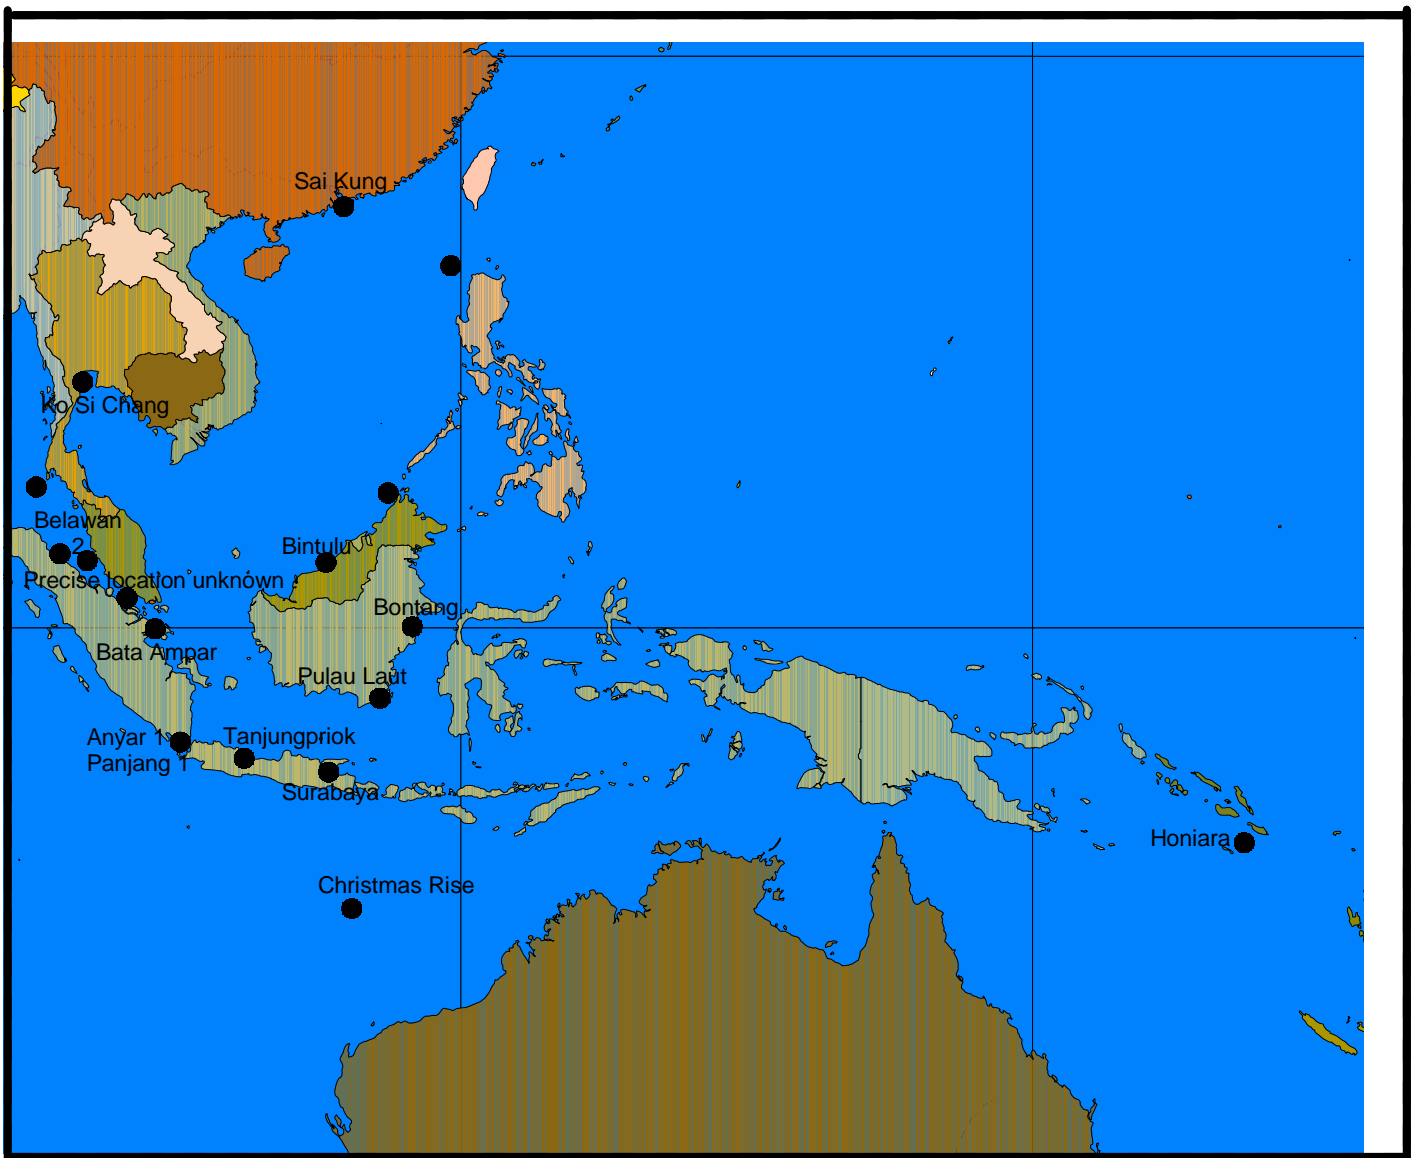 Sai Kung
Ko Si Chang
Belawan
2
Bintulu
Precise location unknown
Bontang
Bata Ampar
Pulau Laut
Anyar 1
Tanjungpriok
Panjang 1
Surabaya
Honiara
Christmas Rise